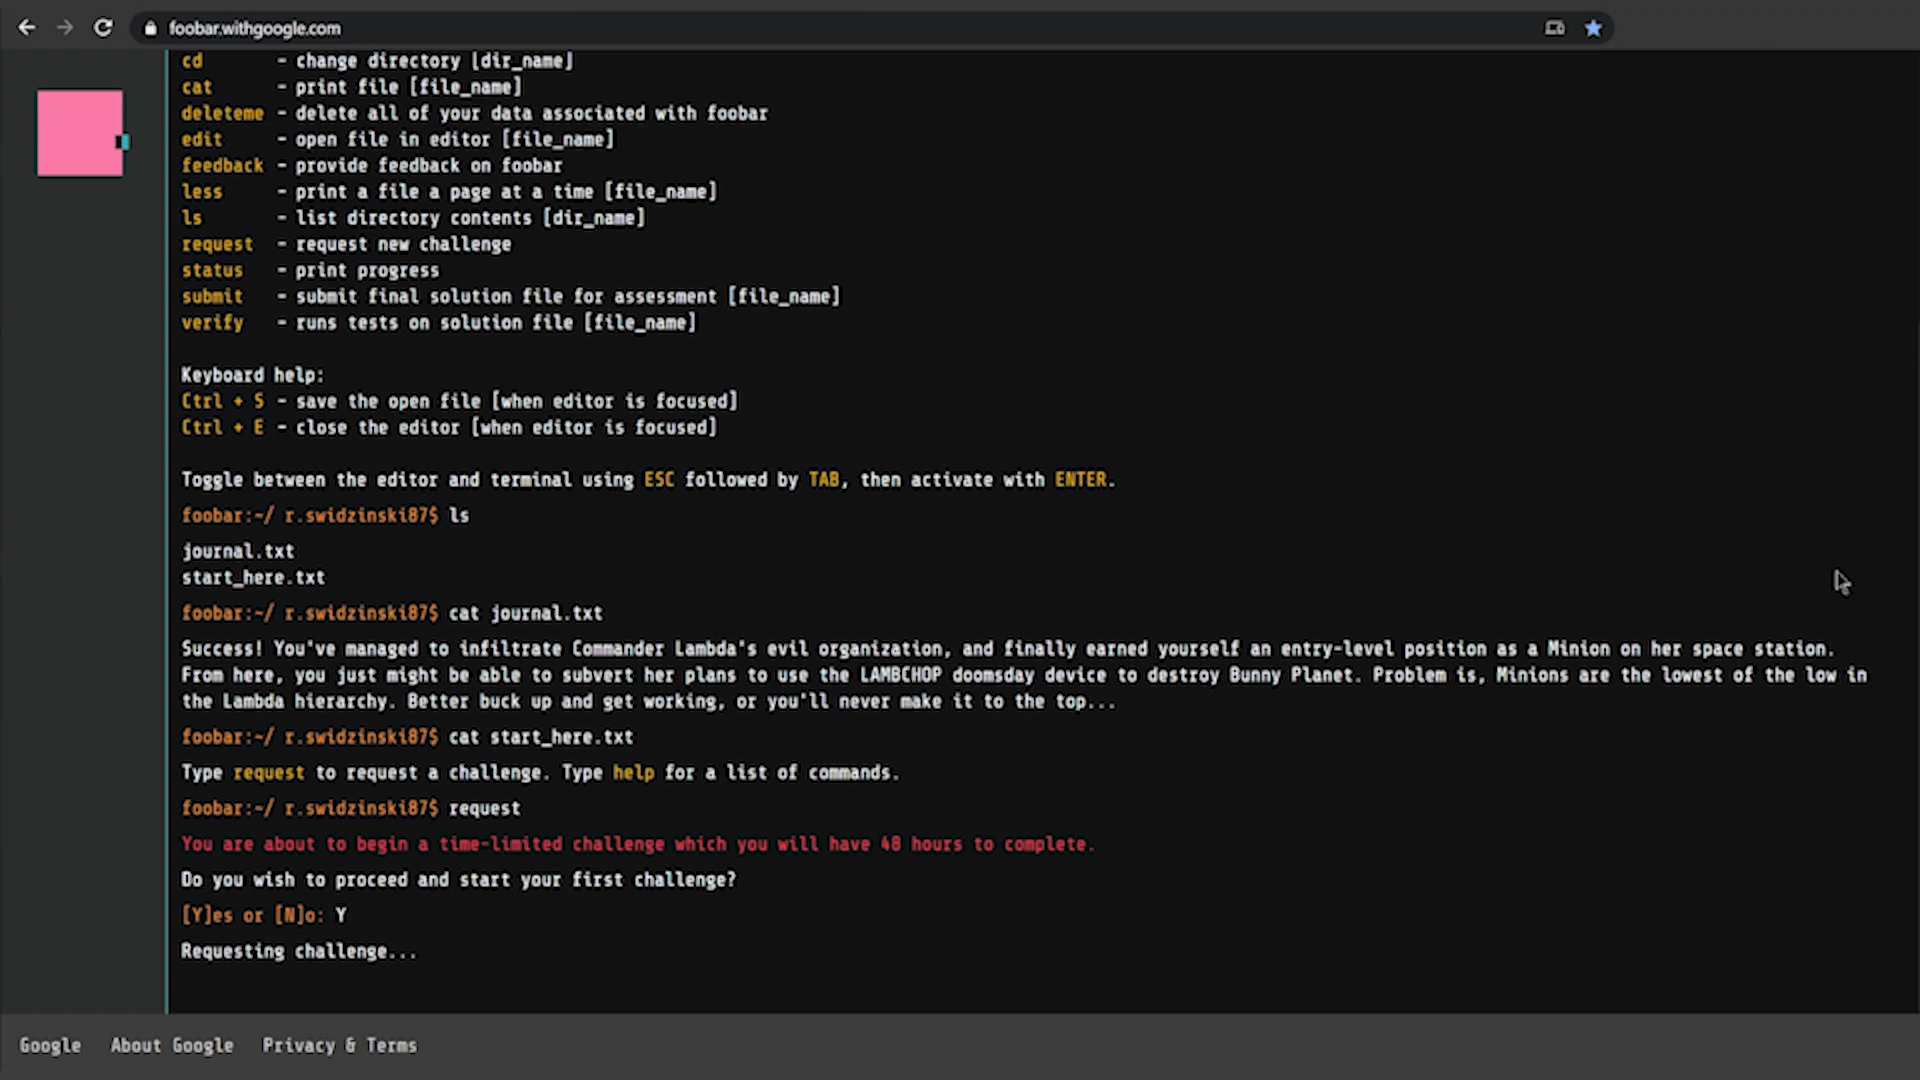 foobar.withgoogle.com
cd - change directory [dir_name]
cat - print file [file_name]
deleteme - delete all of your data associated with foobar
edit - open file in editor [file_name]
feedback - provide feedback on foobar
less - print a file a page at a time [file_name]
ls - list directory contents [dir_name]
request - request new challenge
status - print progress
submit - submit final solution file for assessment [file_name]
verify - runs tests on solution file [file_name]
Keyboard help:
Ctrl + S - save the open file [when editor is focused]
Ctrl + E - close the editor [when editor is focused]
Toggle between the editor and terminal using ESC followed by TAB, then activate with ENTER.
foobar:~/ r.swidzinski87$ ls
journal.txt
start_here.txt
foobar:~/ r.swidzinski87$ cat journal.txt
Success! You've managed to infiltrate Commander Lambda's evil organization, and finally earned yourself an entry-level position as a Minion on her space station.
From here, you just might be able to subvert her plans to use the LAMBCHOP doomsday device to destroy Bunny Planet. Problem is, Minions are the lowest of the low in
the Lambda hierarchy. Better buck up and get working, or you'll never make it to the top...
foobar:~/ r.swidzinski87$ cat start_here.txt
Type request to request a challenge. Type help for a list of commands.
foobar:~/ r.swidzinski87$ request
You are about to begin a time-limited challenge which you will have 48 hours to complete.
Do you wish to proceed and start your first challenge?
[Y]es or [N]o: Y
Requesting challenge...
Google About Google Privacy & Terms